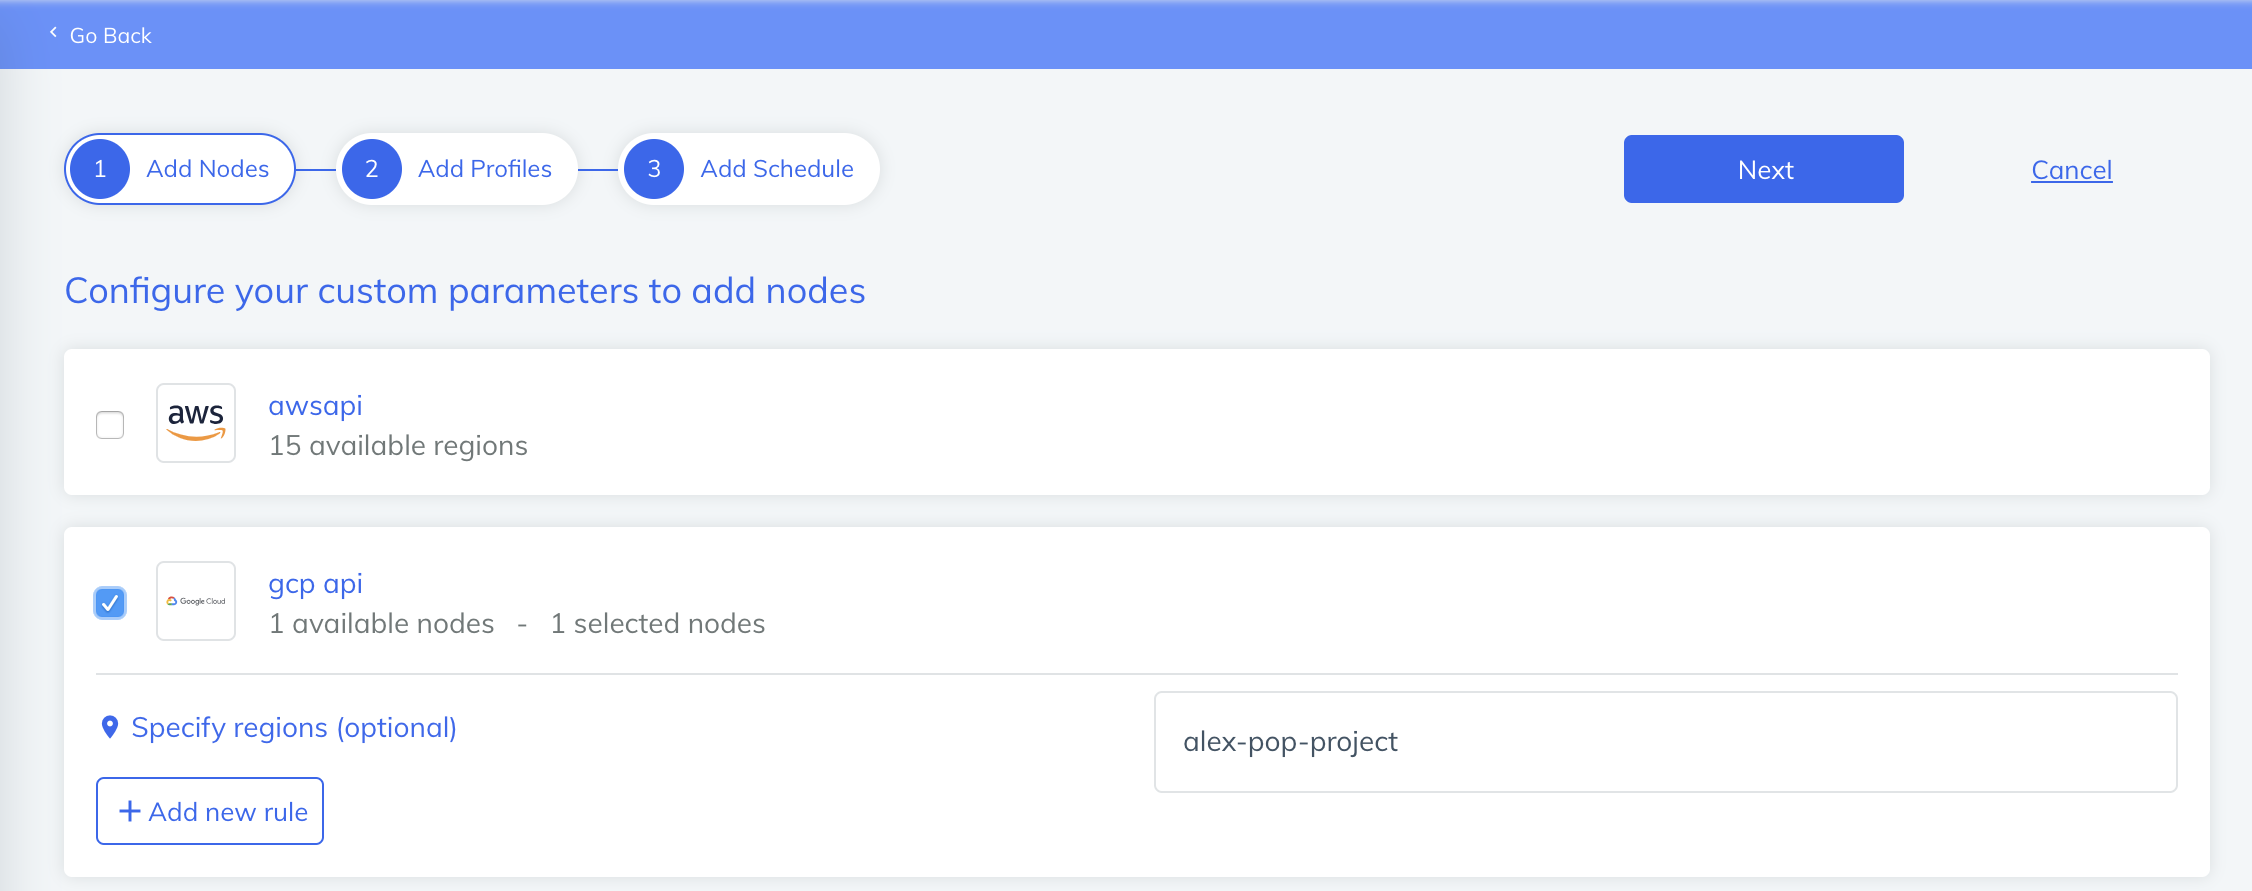 Go Back
1 Add Nodes 2 Add Profiles 3 Add Schedule Next Cancel
Configure your custom parameters to add nodes
aws
awsapi
15 available regions
Google Cloud
gcp api
1 available nodes - 1 selected nodes
Specify regions (optional)
alex-pop-project
+ Add new rule